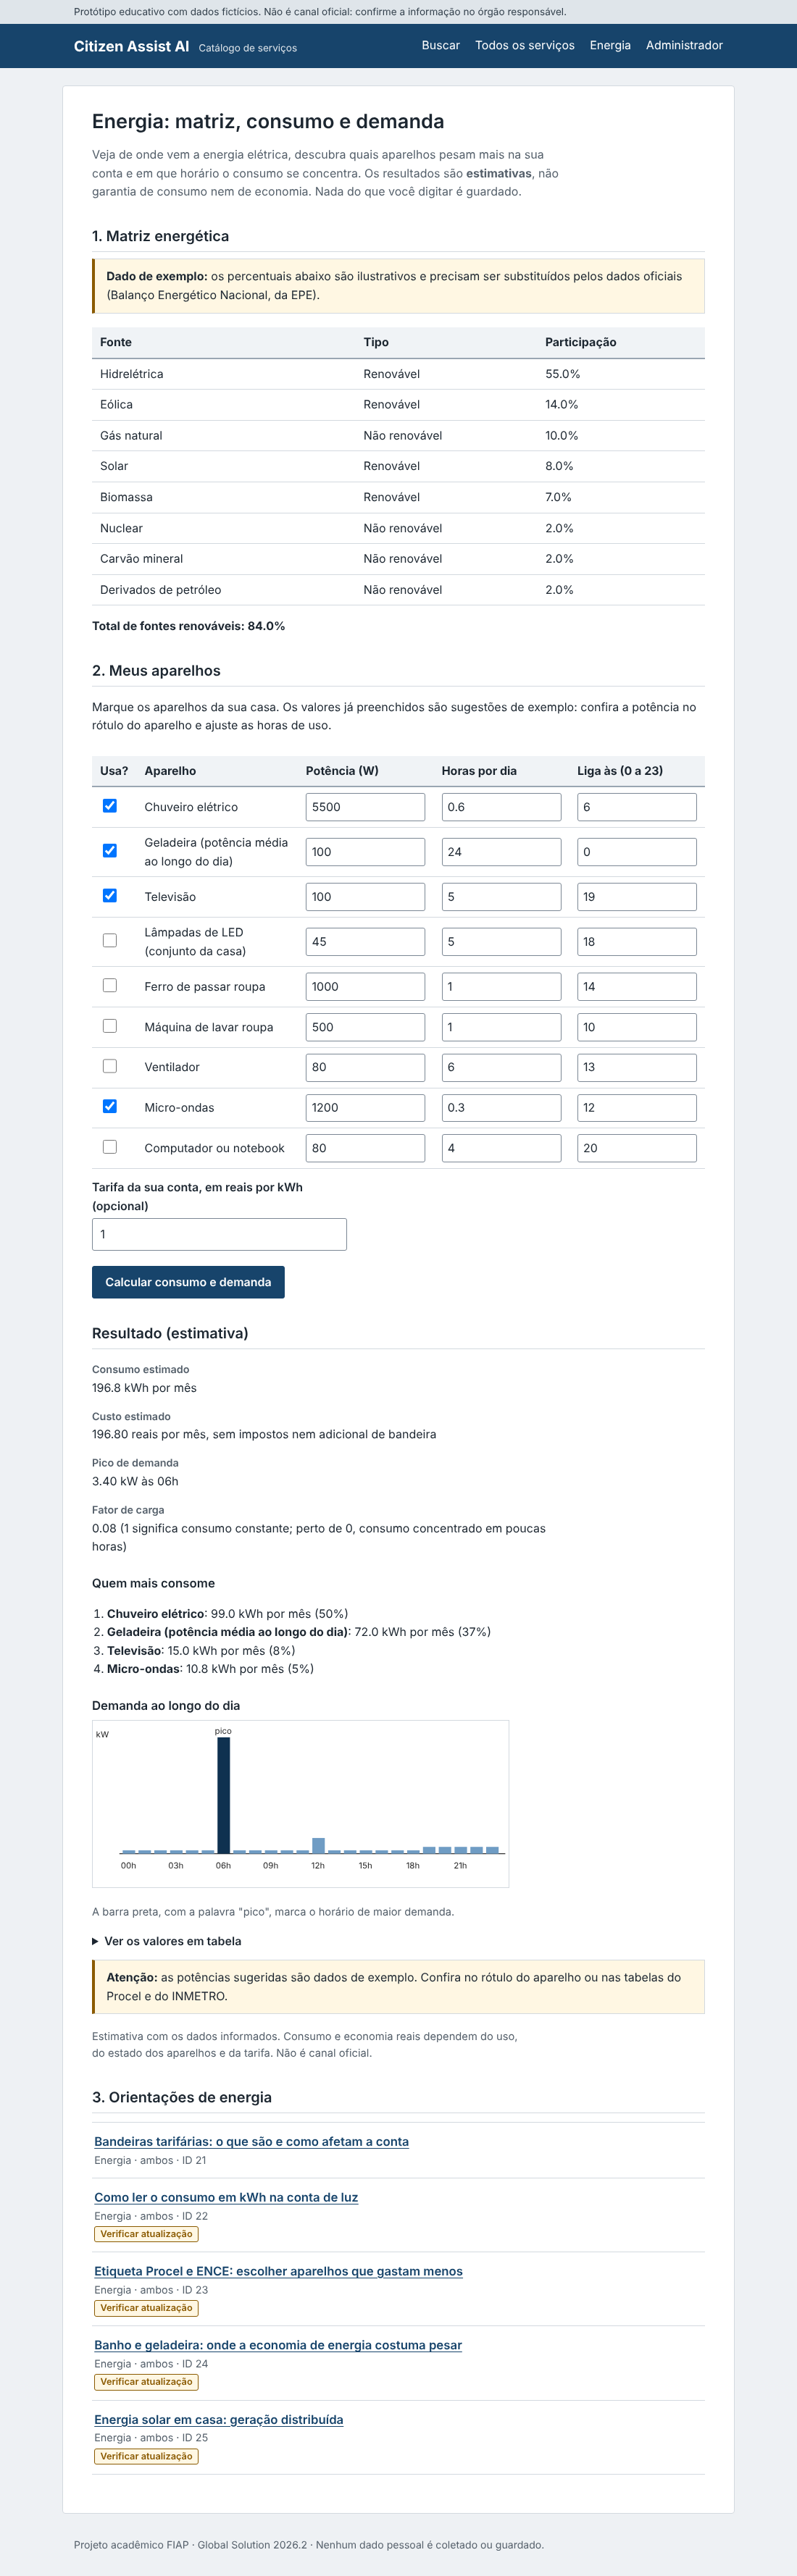 Protótipo educativo com dados fictícios. Não é canal oficial: confirme a informação no órgão responsável.
Citizen Assist AI Catálogo de serviços Buscar Todos os serviços Energia Administrador
Energia: matriz, consumo e demanda
Veja de onde vem a energia elétrica, descubra quais aparelhos pesam mais na sua
conta e em que horário o consumo se concentra. Os resultados são estimativas, não
garantia de consumo nem de economia. Nada do que você digitar é guardado.
1. Matriz energética
Dado de exemplo: os percentuais abaixo são ilustrativos e precisam ser substituídos pelos dados oficiais
(Balanço Energético Nacional, da EPE).
Fonte Tipo Participação
Hidrelétrica Renovável 55.0%
Eólica Renovável 14.0%
Gás natural Não renovável 10.0%
Solar Renovável 8.0%
Biomassa Renovável 7.0%
Nuclear Não renovável 2.0%
Carvão mineral Não renovável 2.0%
Derivados de petróleo Não renovável 2.0%
Total de fontes renováveis: 84.0%
2. Meus aparelhos
Marque os aparelhos da sua casa. Os valores já preenchidos são sugestões de exemplo: confira a potência no
rótulo do aparelho e ajuste as horas de uso.
Usa? Aparelho Potência (W) Horas por dia Liga às (0 a 23)
Chuveiro elétrico 5500 0.6 6
Geladeira (potência média
ao longo do dia) 100 24 0
Televisão 100 5 19
Lâmpadas de LED
(conjunto da casa) 45 5 18
Ferro de passar roupa 1000 1 14
Máquina de lavar roupa 500 1 10
Ventilador 80 6 13
Micro-ondas 1200 0.3 12
Computador ou notebook 80 4 20
Tarifa da sua conta, em reais por kWh
(opcional)
1
Calcular consumo e demanda
Resultado (estimativa)
Consumo estimado
196.8 kWh por mês
Custo estimado
196.80 reais por mês, sem impostos nem adicional de bandeira
Pico de demanda
3.40 kW às 06h
Fator de carga
0.08 (1 significa consumo constante; perto de 0, consumo concentrado em poucas
horas)
Quem mais consome
1. Chuveiro elétrico: 99.0 kWh por mês (50%)
2. Geladeira (potência média ao longo do dia): 72.0 kWh por mês (37%)
3. Televisão: 15.0 kWh por mês (8%)
4. Micro-ondas: 10.8 kWh por mês (5%)
Demanda ao longo do dia
kW pico
00h 03h 06h 09h 12h 15h 18h 21h
A barra preta, com a palavra "pico", marca o horário de maior demanda.
Ver os valores em tabela
Atenção: as potências sugeridas são dados de exemplo. Confira no rótulo do aparelho ou nas tabelas do
Procel e do INMETRO.
Estimativa com os dados informados. Consumo e economia reais dependem do uso,
do estado dos aparelhos e da tarifa. Não é canal oficial.
3. Orientações de energia
Bandeiras tarifárias: o que são e como afetam a conta
Energia · ambos · ID 21
Como ler o consumo em kWh na conta de luz
Energia · ambos · ID 22
Verificar atualização
Etiqueta Procel e ENCE: escolher aparelhos que gastam menos
Energia · ambos · ID 23
Verificar atualização
Banho e geladeira: onde a economia de energia costuma pesar
Energia · ambos · ID 24
Verificar atualização
Energia solar em casa: geração distribuída
Energia · ambos · ID 25
Verificar atualização
Projeto acadêmico FIAP · Global Solution 2026.2 · Nenhum dado pessoal é coletado ou guardado.